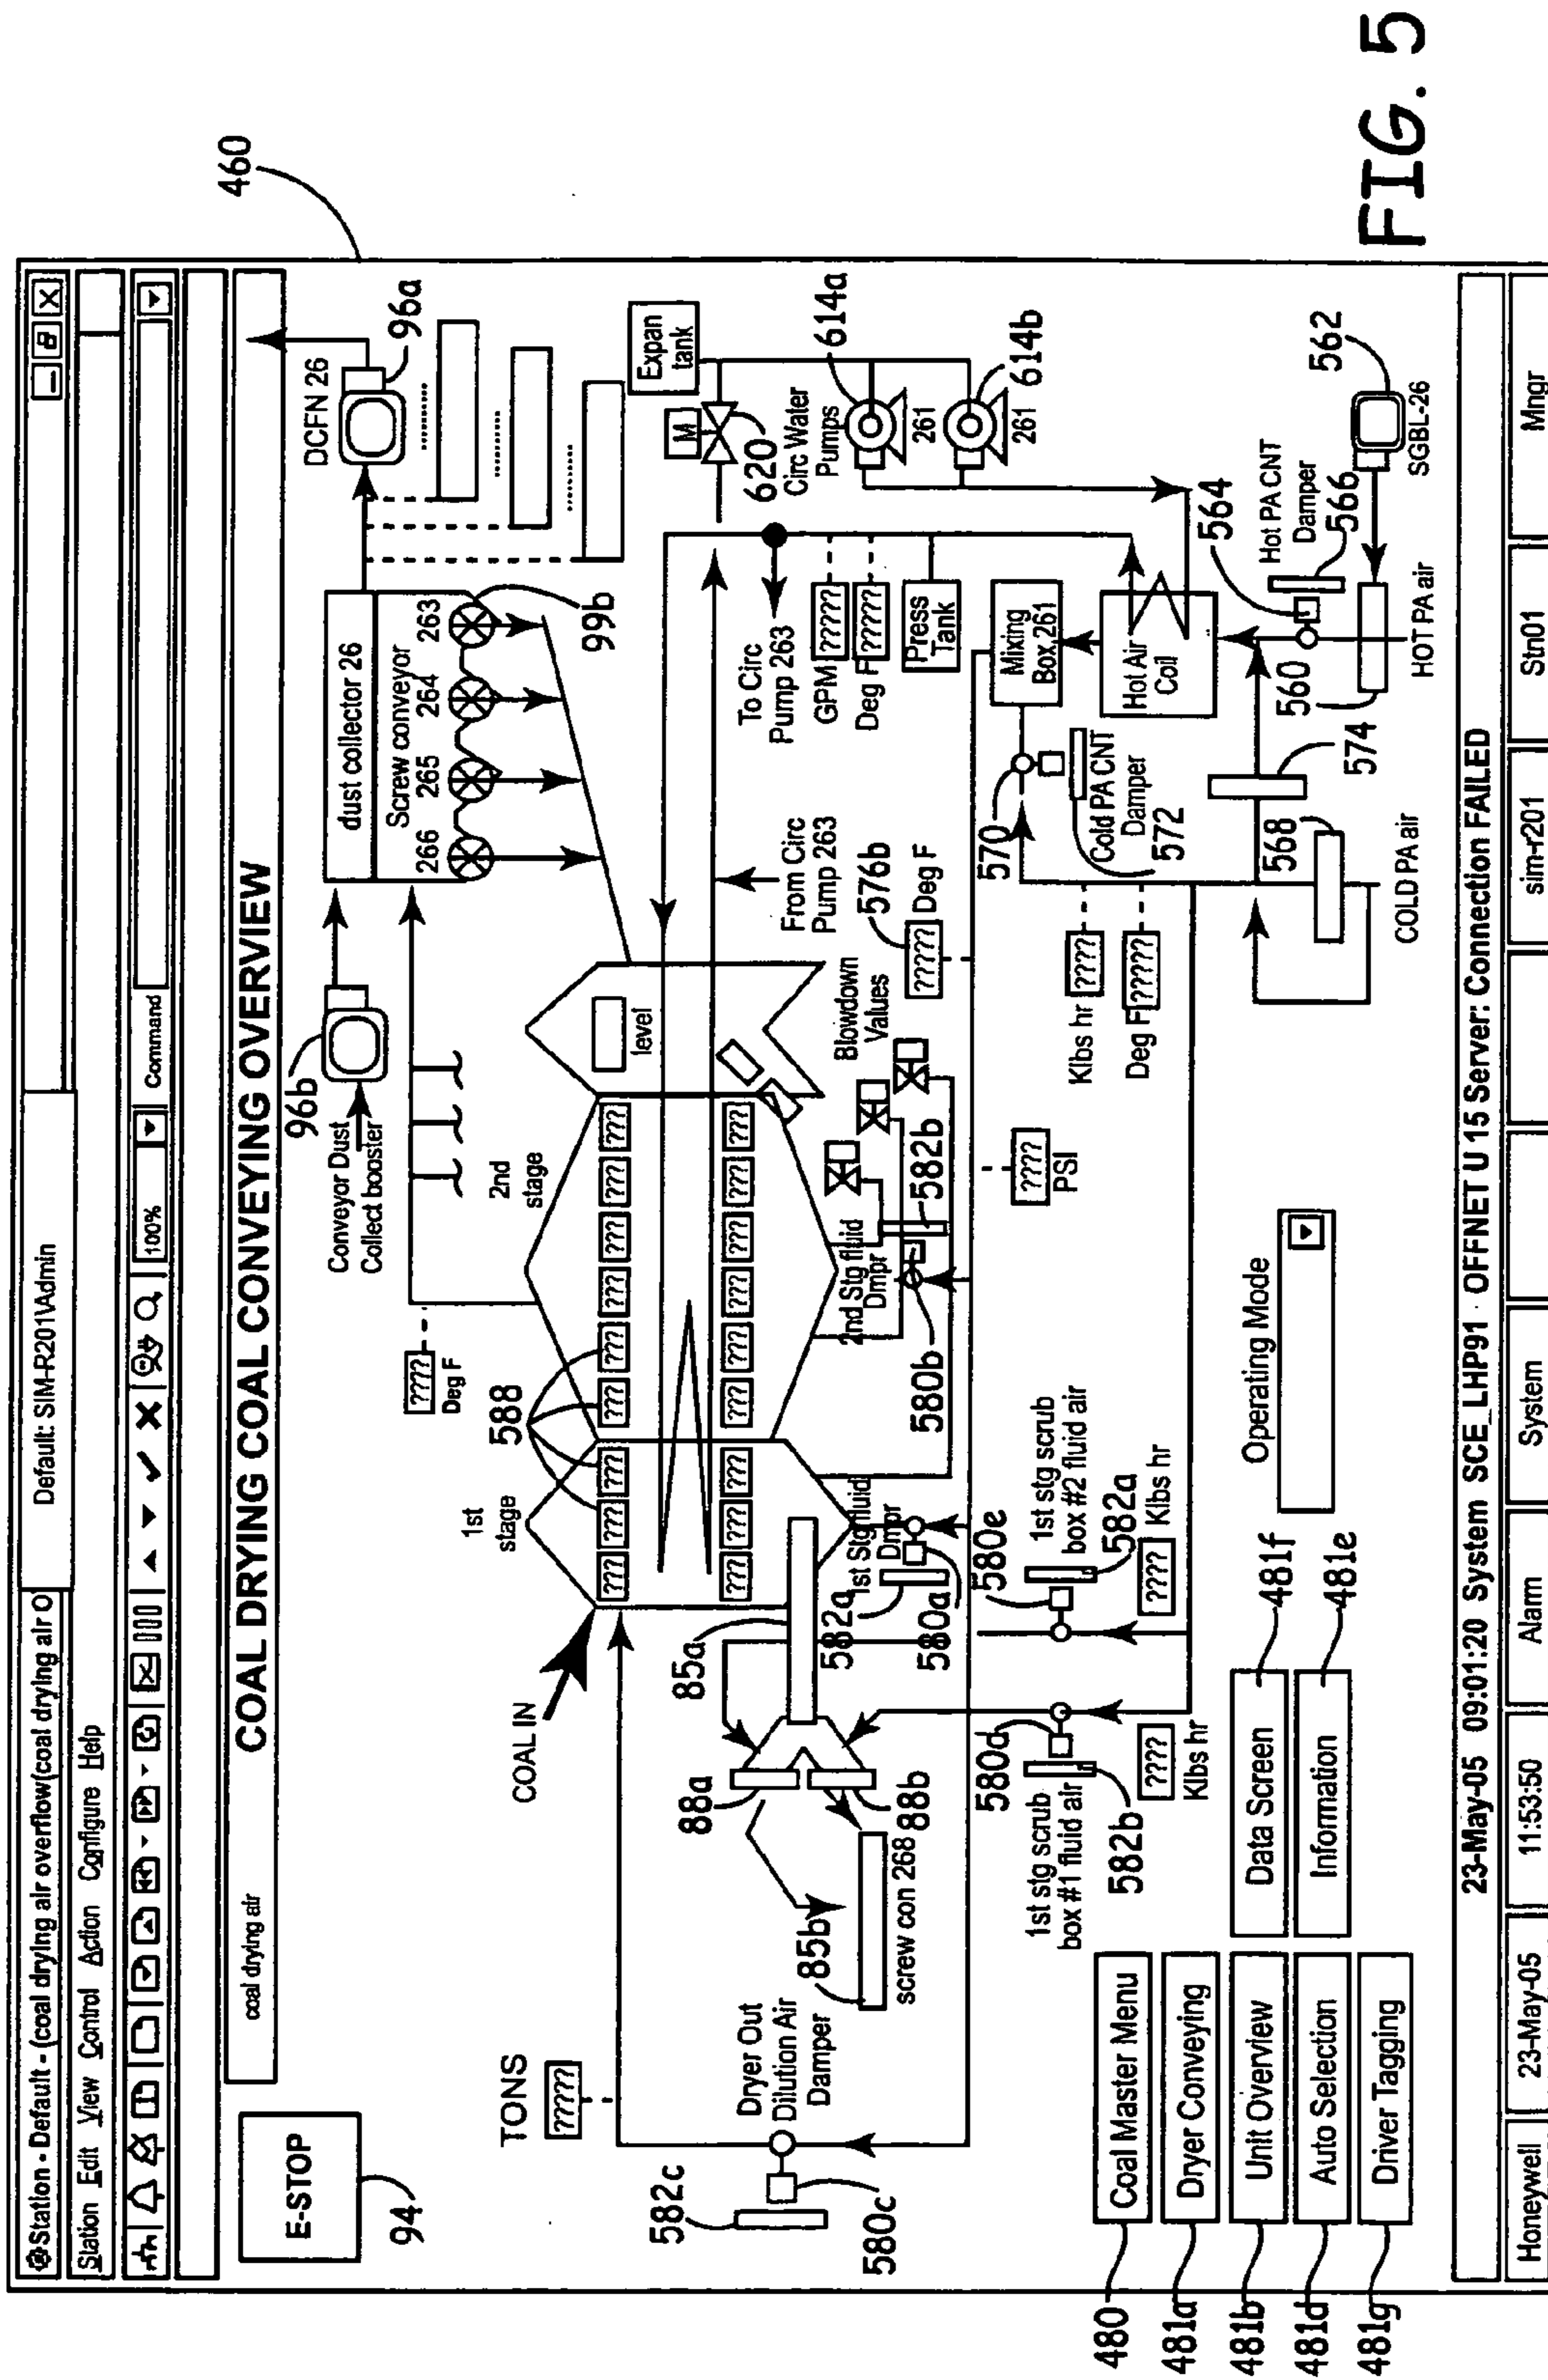 Station - Default - (coal drying air overflow(coal drying air O
Default: SIM-R201\Admin
Station Edit View Control Action Configure Help
100%
Command
coal drying air
COAL DRYING COAL CONVEYING OVERVIEW
460
E-STOP
94
96b
Conveyor Dust
Collect booster
DCFN 26
96a
dust collector 26
Screw conveyor
266 265 264 263
99b
????
Deg F
588
1st
stage
2nd
stage
level
TONS
?????
COAL IN
??? ??? ??? ??? ??? ??? ??? ??? ???
??? ??? ??? ??? ??? ??? ??? ??? ???
Expan
tank
M
620
Circ Water
Pumps
614a
261
614b
261
To Circ
Pump 263
From Circ
Pump 263
GPM ?????
Deg F ?????
Press
Tank
85a
88a
88b
85b
screw con 268
Dryer Out
Dilution Air
Damper
582c
580c
1st Stg fluid
Dmpr
582a
580a
2nd Stg fluid
Dmpr
582b
580b
Blowdown
Values
576b
????? Deg F
????
PSI
Mixing
Box 261
Hot Air
Coil
570
Cold PA CNT
Damper
572
Klbs hr ????
Deg F ?????
564
Hot PA CNT
Damper
566
562
SGBL-26
560
574
568
HOT PA air
COLD PA air
580d
1st stg scrub
box #1 fluid air
582b
????
Klbs hr
580e
1st stg scrub
box #2 fluid air
582a
???? Klbs hr
Operating Mode
480 Coal Master Menu
481a Dryer Conveying
481b Unit Overview
481d Auto Selection
481g Driver Tagging
Data Screen 481f
Information 481e
23-May-05 09:01:20 System SCE_LHP91 OFFNET U 15 Server: Connection FAILED
Honeywell 23-May-05 11:53:50 Alarm System sim-r201 Stn01 Mngr
FIG. 5